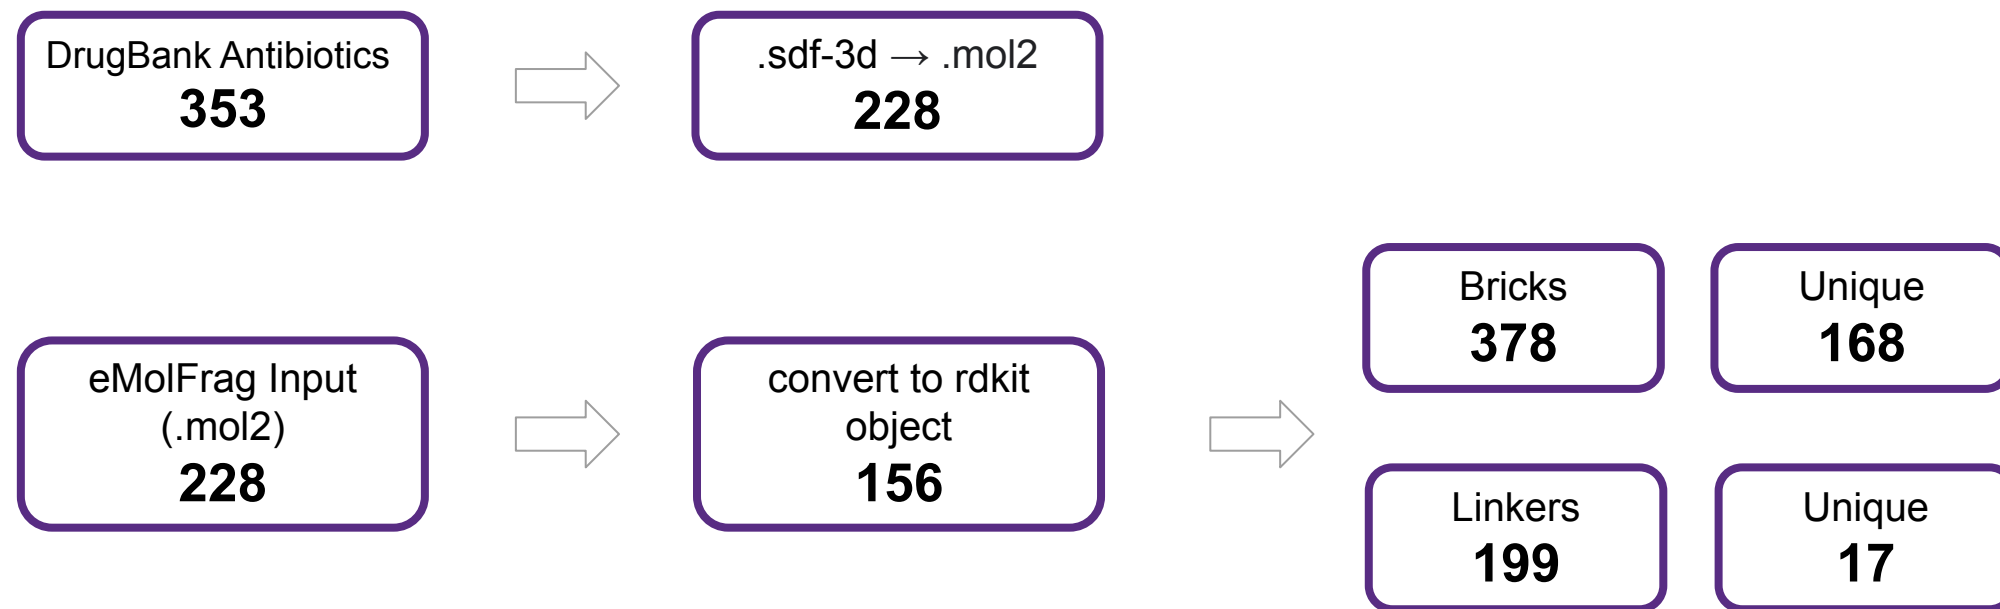 DrugBank Antibiotics
353
.sdf-3d → .mol2
228
eMolFrag Input
(.mol2)
228
convert to rdkit
object
156
Bricks
378
Unique
168
Linkers
199
Unique
17